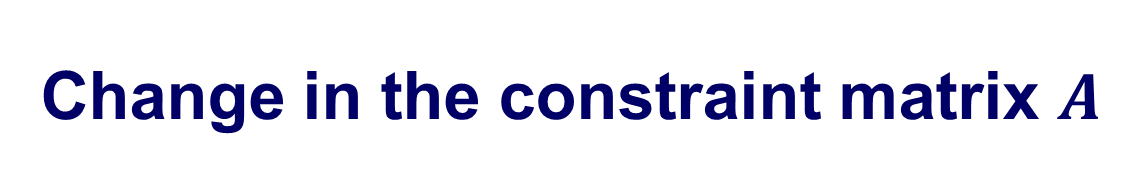 Change in the constraint matrix A